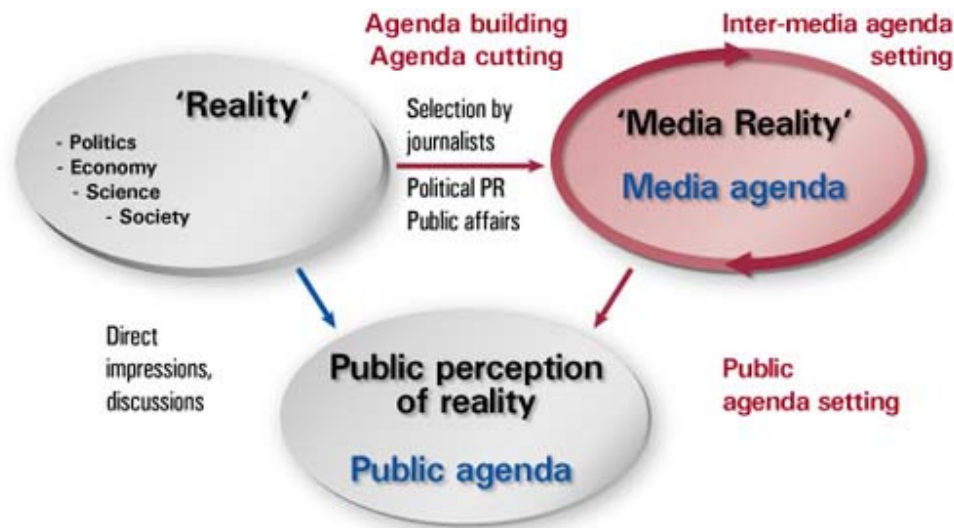 Agenda building
Agenda cutting
Inter-media agenda
setting
'Reality'
- Politics
- Economy
- Science
- Society
Selection by
journalists
Political PR
Public affairs
'Media Reality'
Media agenda
Direct
impressions,
discussions
Public perception
of reality
Public agenda
Public
agenda setting